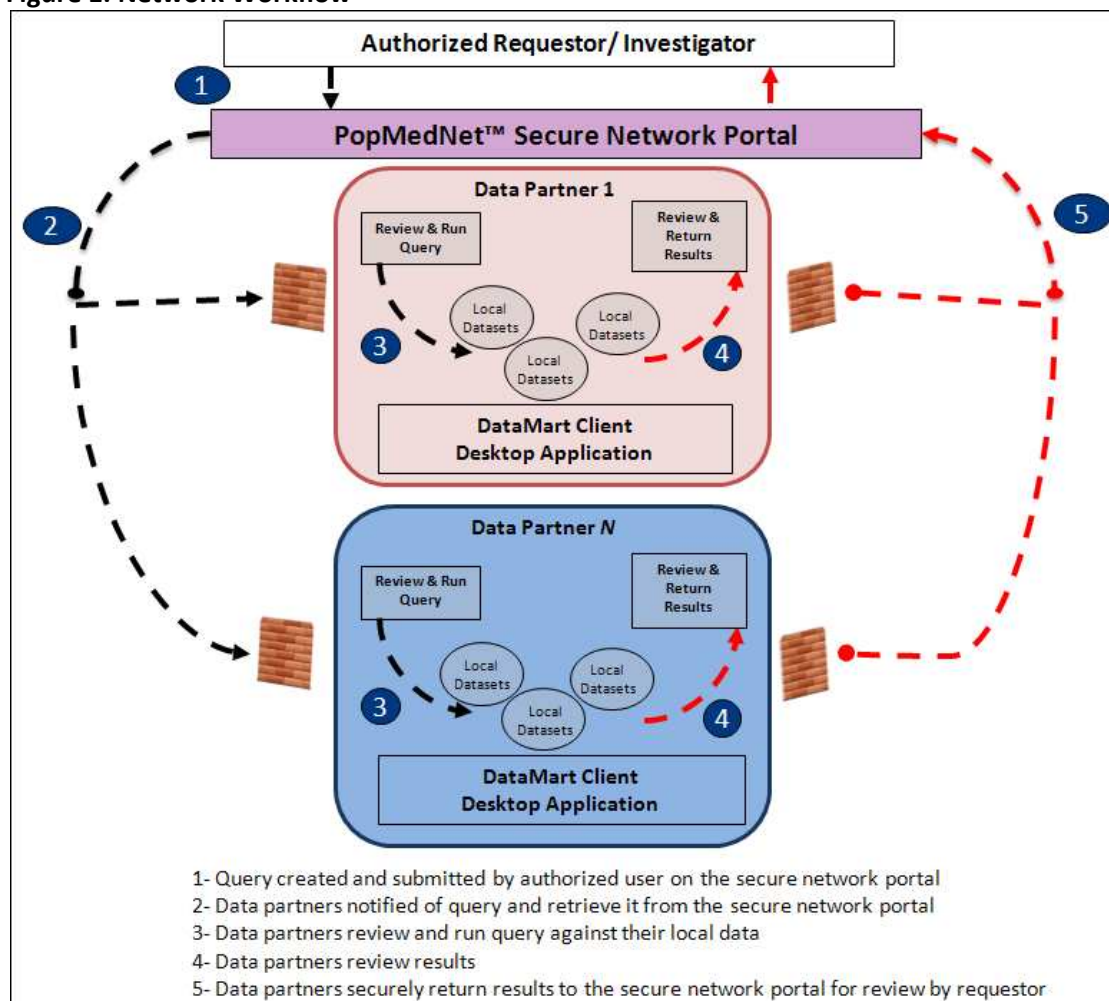 Figure 1: Network Workflow
Authorized Requestor/ Investigator
1
PopMedNet™ Secure Network Portal
2
5
Data Partner 1
Review & Run
Query
Review &
Return
Results
Local
Datasets
Local
Datasets
Local
Datasets
3
4
DataMart Client
Desktop Application
Data Partner N
Review & Run
Query
Review &
Return
Results
Local
Datasets
Local
Datasets
Local
Datasets
3
4
DataMart Client
Desktop Application
1- Query created and submitted by authorized user on the secure network portal
2- Data partners notified of query and retrieve it from the secure network portal
3- Data partners review and run query against their local data
4- Data partners review results
5- Data partners securely return results to the secure network portal for review by requestor